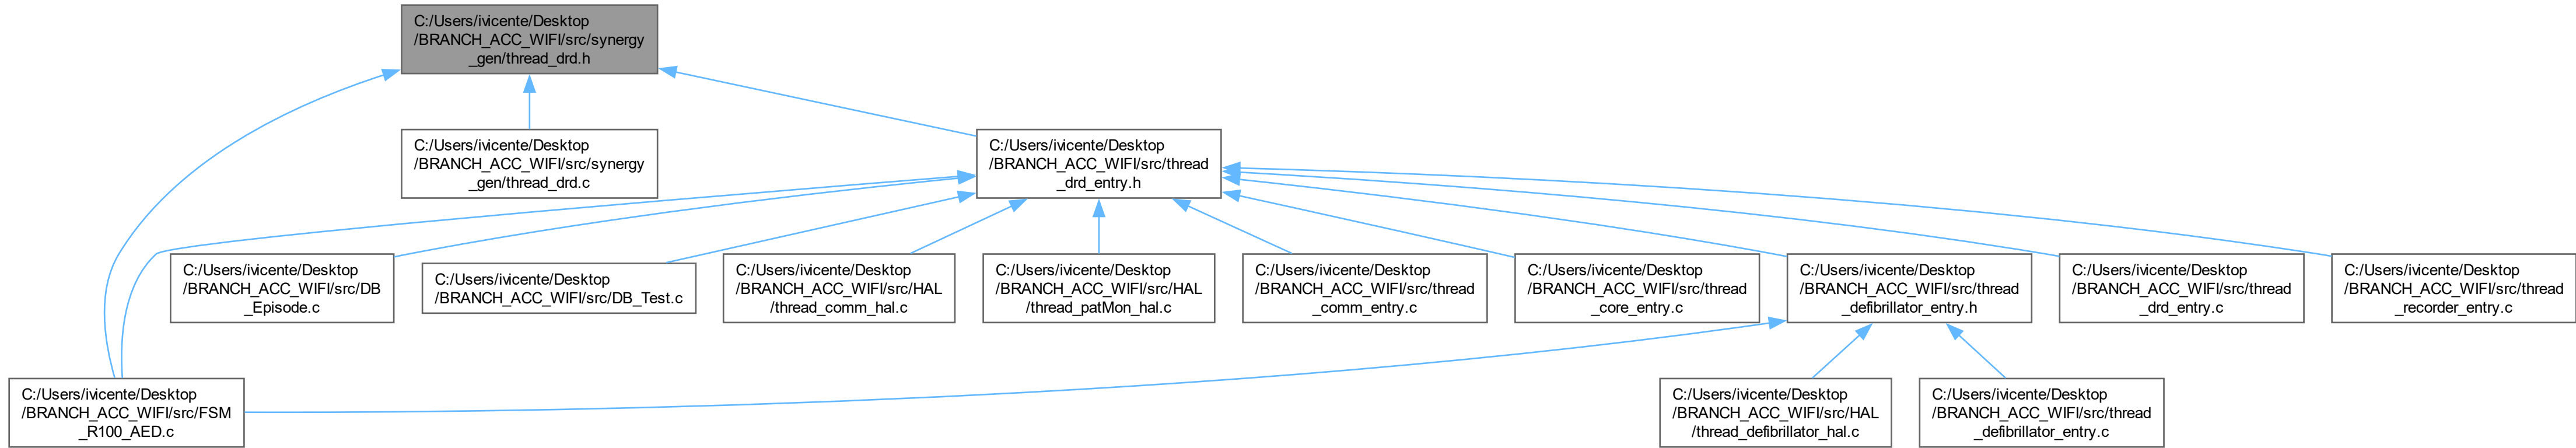 C:/Users/ivicente/Desktop
/BRANCH_ACC_WIFI/src/synergy
_gen/thread_drd.h
C:/Users/ivicente/Desktop
/BRANCH_ACC_WIFI/src/synergy
_gen/thread_drd.c
C:/Users/ivicente/Desktop
/BRANCH_ACC_WIFI/src/thread
_drd_entry.h
C:/Users/ivicente/Desktop
/BRANCH_ACC_WIFI/src/DB
_Episode.c
C:/Users/ivicente/Desktop
/BRANCH_ACC_WIFI/src/DB_Test.c
C:/Users/ivicente/Desktop
/BRANCH_ACC_WIFI/src/HAL
/thread_comm_hal.c
C:/Users/ivicente/Desktop
/BRANCH_ACC_WIFI/src/HAL
/thread_patMon_hal.c
C:/Users/ivicente/Desktop
/BRANCH_ACC_WIFI/src/thread
_comm_entry.c
C:/Users/ivicente/Desktop
/BRANCH_ACC_WIFI/src/thread
_core_entry.c
C:/Users/ivicente/Desktop
/BRANCH_ACC_WIFI/src/thread
_defibrillator_entry.h
C:/Users/ivicente/Desktop
/BRANCH_ACC_WIFI/src/thread
_drd_entry.c
C:/Users/ivicente/Desktop
/BRANCH_ACC_WIFI/src/thread
_recorder_entry.c
C:/Users/ivicente/Desktop
/BRANCH_ACC_WIFI/src/FSM
_R100_AED.c
C:/Users/ivicente/Desktop
/BRANCH_ACC_WIFI/src/HAL
/thread_defibrillator_hal.c
C:/Users/ivicente/Desktop
/BRANCH_ACC_WIFI/src/thread
_defibrillator_entry.c